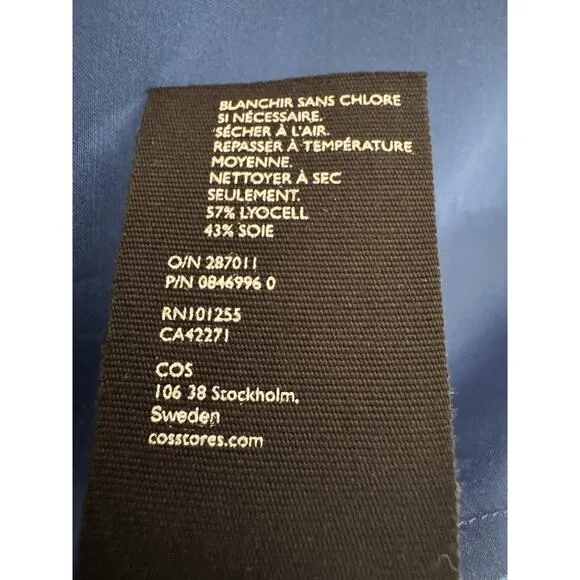 BLANCHIR SANS CHLORE
SI NÉCESSAIRE.
SÉCHER À L'AIR.
REPASSER À TEMPÉRATURE
MOYENNE.
NETTOYER À SEC
SEULEMENT.
57% LYOCELL
43% SOIE
O/N 287011
P/N 0846996 0
RN101255
CA42271
COS
106 38 Stockholm,
Sweden
cosstores.com